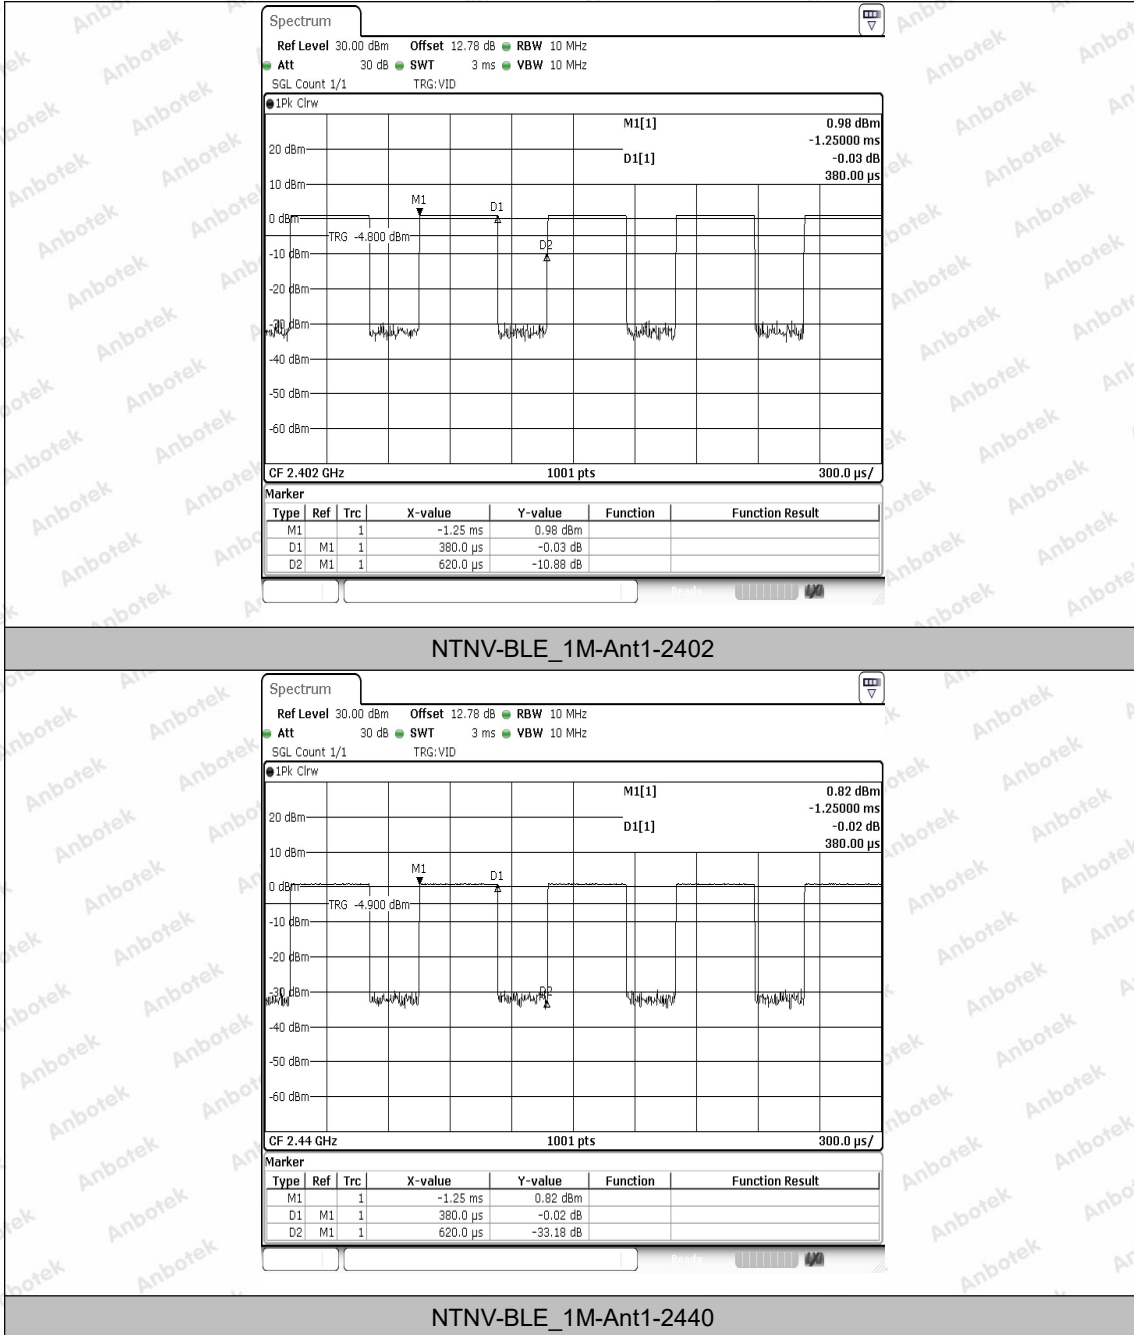 Spectrum
Ref Level 30.00 dBm Offset 12.78 dB RBW 10 MHz
Att 30 dB SWT 3 ms VBW 10 MHz
SGL Count 1/1 TRG:VID
1Pk Clrw
M1[1] 0.98 dBm
-1.25000 ms
20 dBm
D1[1] -0.03 dB
380.00 µs
10 dBm
M1
D1
0 dBm
TRG -4.800 dBm
D2
-10 dBm
-20 dBm
-30 dBm
-40 dBm
-50 dBm
-60 dBm
CF 2.402 GHz 1001 pts 300.0 µs/
Marker
Type Ref Trc X-value Y-value Function Function Result
M1 1 -1.25 ms 0.98 dBm
D1 M1 1 380.0 µs -0.03 dB
D2 M1 1 620.0 µs -10.88 dB
Ready
NTNV-BLE_1M-Ant1-2402
Spectrum
Ref Level 30.00 dBm Offset 12.78 dB RBW 10 MHz
Att 30 dB SWT 3 ms VBW 10 MHz
SGL Count 1/1 TRG:VID
1Pk Clrw
M1[1] 0.82 dBm
-1.25000 ms
20 dBm
D1[1] -0.02 dB
380.00 µs
10 dBm
M1
D1
0 dBm
TRG -4.900 dBm
-10 dBm
-20 dBm
D2
-30 dBm
-40 dBm
-50 dBm
-60 dBm
CF 2.44 GHz 1001 pts 300.0 µs/
Marker
Type Ref Trc X-value Y-value Function Function Result
M1 1 -1.25 ms 0.82 dBm
D1 M1 1 380.0 µs -0.02 dB
D2 M1 1 620.0 µs -33.18 dB
Ready
NTNV-BLE_1M-Ant1-2440
Anbotek